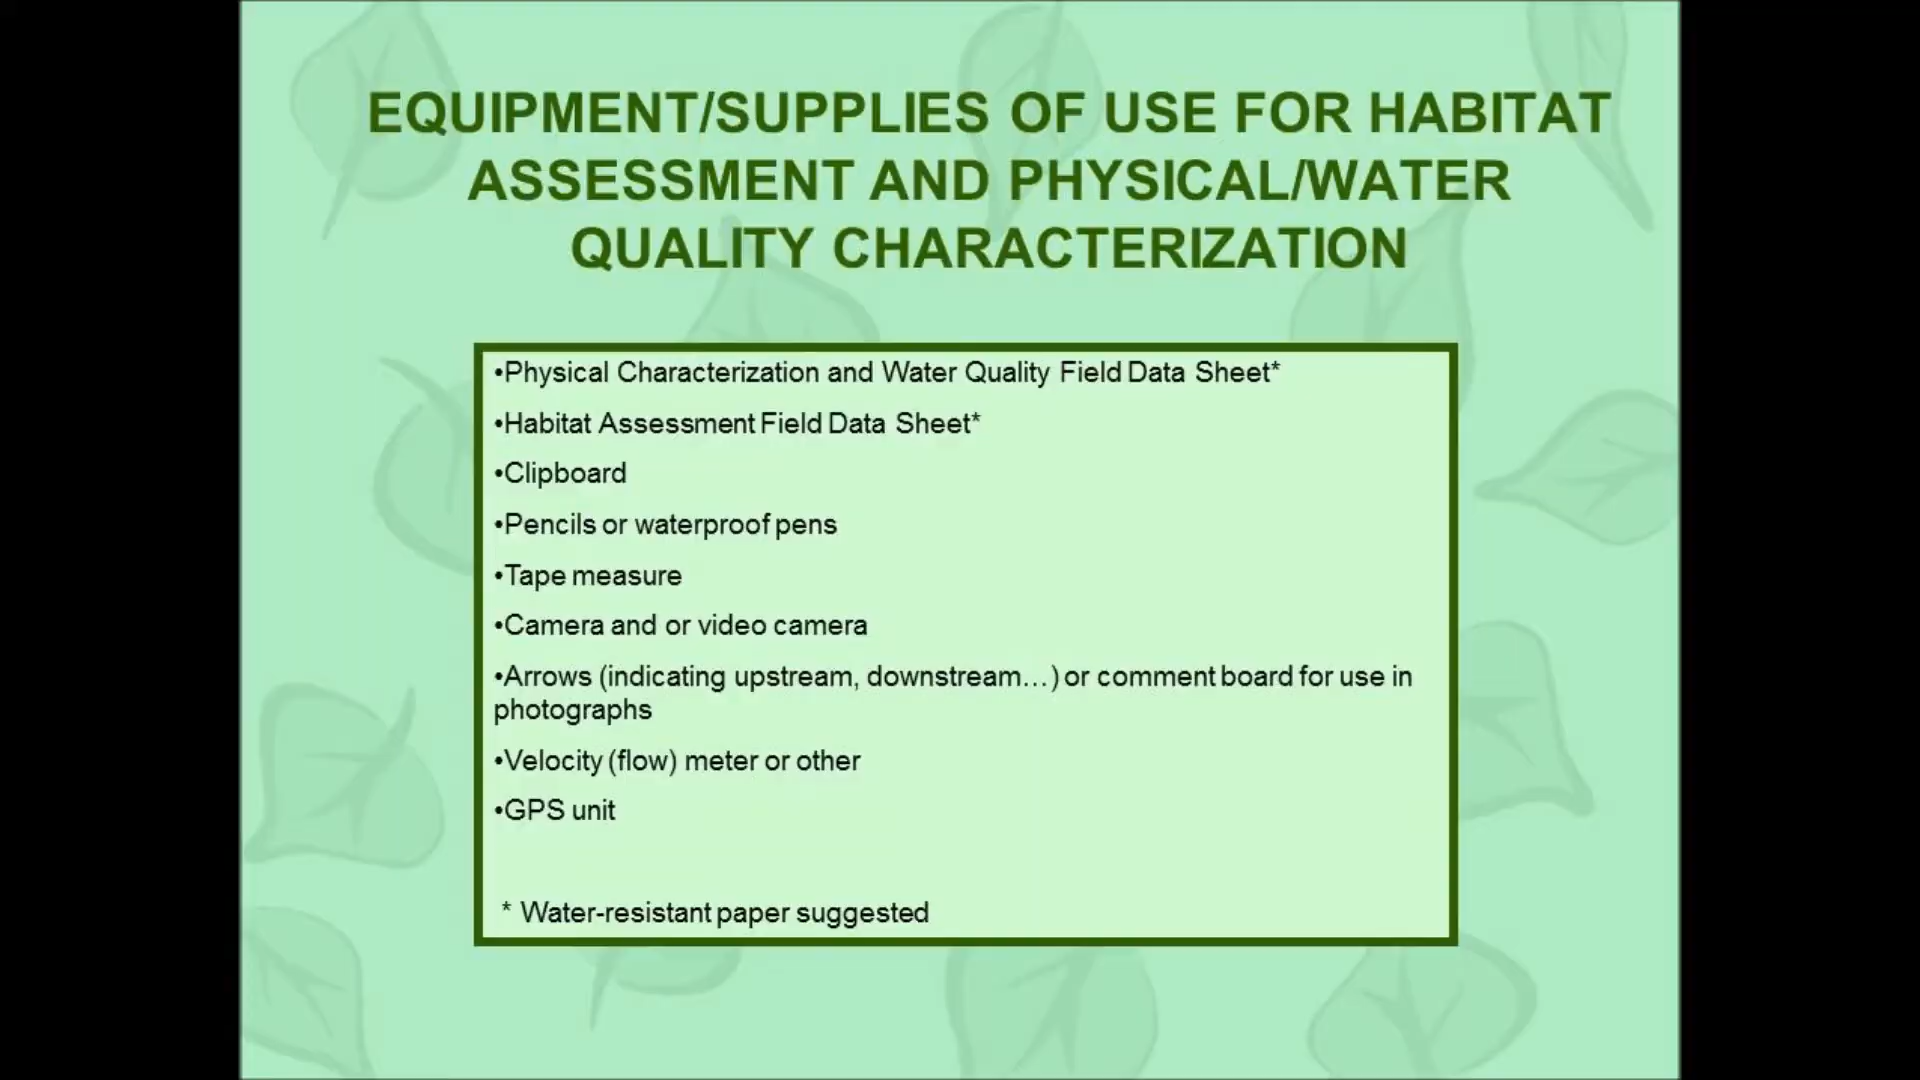 EQUIPMENT/SUPPLIES OF USE FOR HABITAT
ASSESSMENT AND PHYSICAL/WATER
QUALITY CHARACTERIZATION
•Physical Characterization and Water Quality Field Data Sheet*
•Habitat Assessment Field Data Sheet*
•Clipboard
•Pencils or waterproof pens
•Tape measure
•Camera and or video camera
•Arrows (indicating upstream, downstream…) or comment board for use in
photographs
•Velocity (flow) meter or other
•GPS unit
* Water-resistant paper suggested